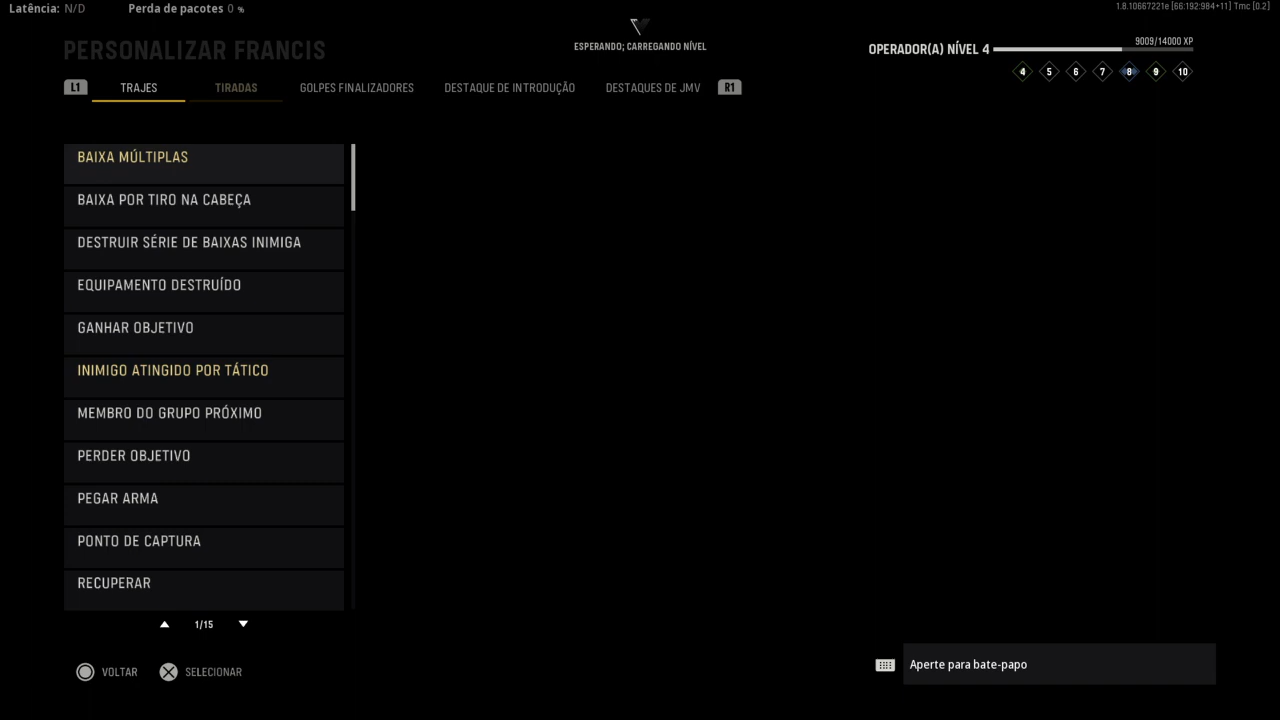 Latência: N/D Perda de pacotes 0 %
1.8.10667221e [66:192:984+11] Tmc [0.2]
PERSONALIZAR FRANCIS
ESPERANDO; CARREGANDO NÍVEL
OPERADOR(A) NÍVEL 4
9009/14000 XP
4 5 6 7 8 9 10
L1 TRAJES TIRADAS GOLPES FINALIZADORES DESTAQUE DE INTRODUÇÃO DESTAQUES DE JMV R1
BAIXA MÚLTIPLAS
BAIXA POR TIRO NA CABEÇA
DESTRUIR SÉRIE DE BAIXAS INIMIGA
EQUIPAMENTO DESTRUÍDO
GANHAR OBJETIVO
INIMIGO ATINGIDO POR TÁTICO
MEMBRO DO GRUPO PRÓXIMO
PERDER OBJETIVO
PEGAR ARMA
PONTO DE CAPTURA
RECUPERAR
1/15
VOLTAR SELECIONAR
Aperte para bate-papo